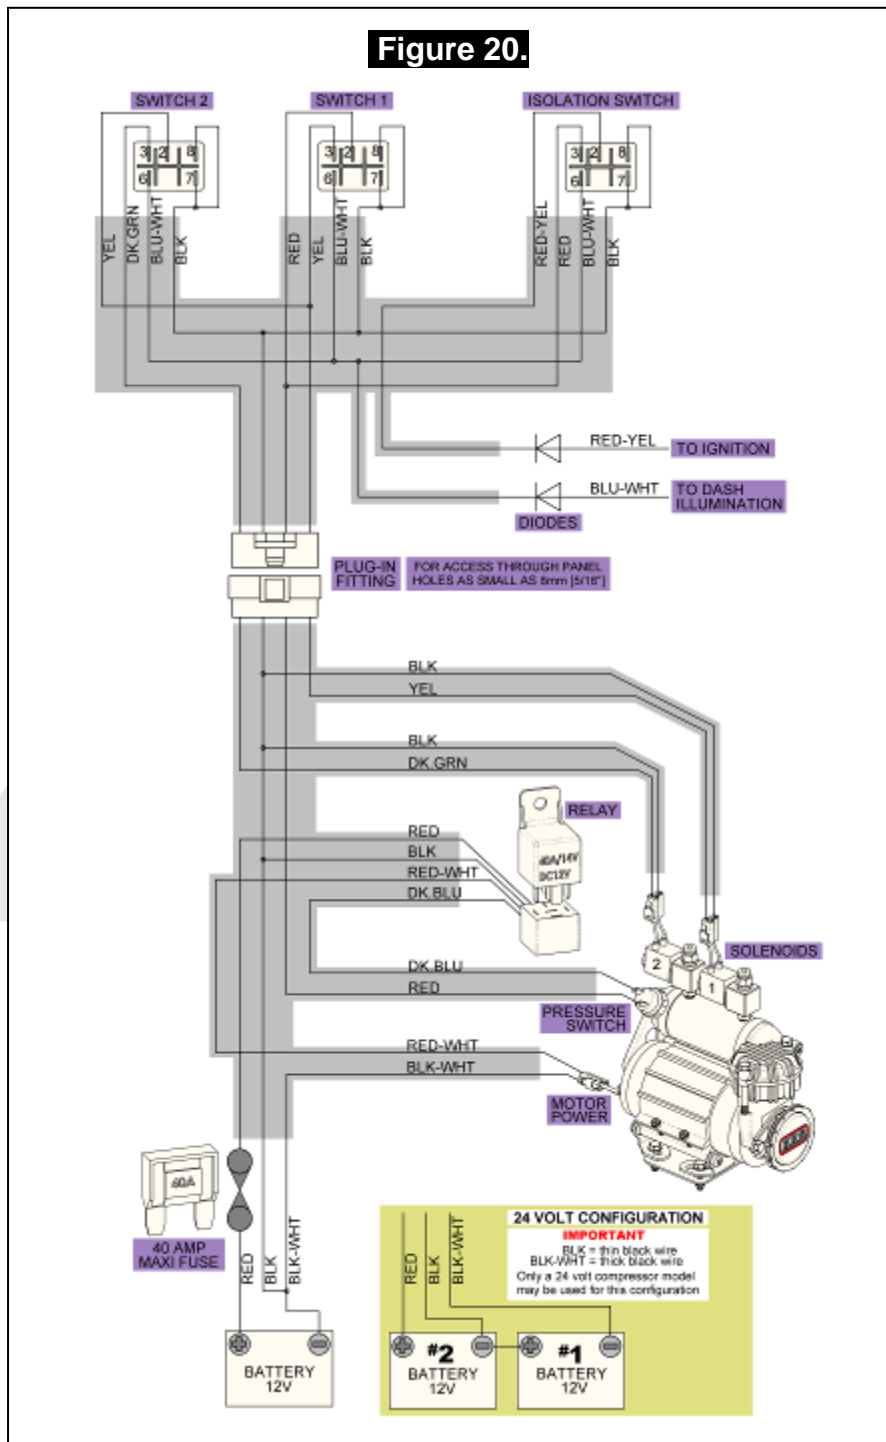 Figure 20.
SWITCH 2
SWITCH 1
ISOLATION SWITCH
3 2 8
6 7
3 2 8
6 7
3 2 8
6 7
YEL
DK.GRN
BLU-WHT
BLK
RED
YEL
BLU-WHT
BLK
RED-YEL
RED
BLU-WHT
BLK
RED-YEL
TO IGNITION
BLU-WHT
TO DASH
ILLUMINATION
DIODES
PLUG-IN
FITTING
FOR ACCESS THROUGH PANEL
HOLES AS SMALL AS 8mm [5/16"]
BLK
YEL
BLK
DK.GRN
RELAY
40A/14V
DC12V
RED
BLK
RED-WHT
DK.BLU
SOLENOIDS
2
1
DK.BLU
RED
PRESSURE
SWITCH
RED-WHT
BLK-WHT
MOTOR
POWER
ARB
40A
40 AMP
MAXI FUSE
RED
BLK
BLK-WHT
+ −
BATTERY
12V
24 VOLT CONFIGURATION
IMPORTANT
BLK = thin black wire
BLK-WHT = thick black wire
Only a 24 volt compressor model
may be used for this configuration
RED
BLK
BLK-WHT
+ #2 −
BATTERY
12V
+ #1 −
BATTERY
12V